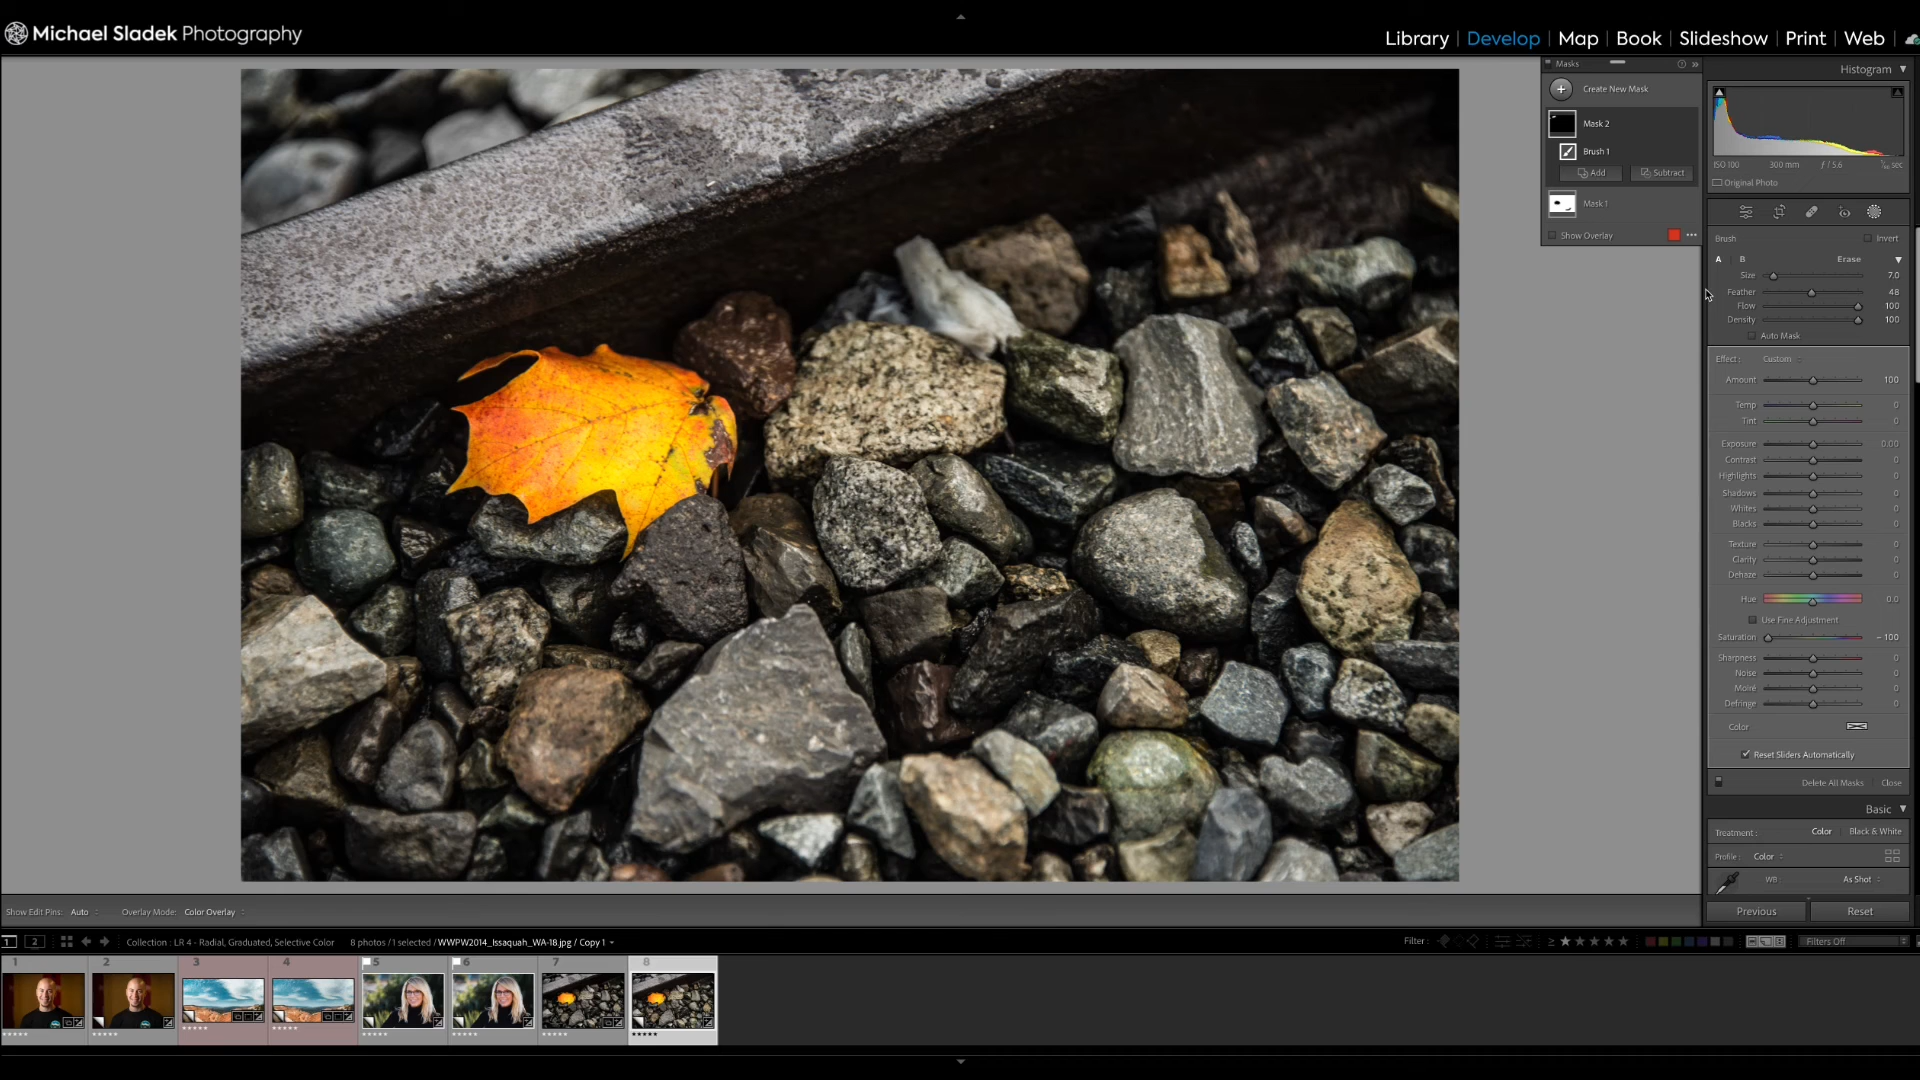 Michael Sladek Photography
Library | Develop | Map | Book | Slideshow | Print | Web |
Masks
Create New Mask
Mask 2
Brush 1
Add Subtract
Mask 1
Show Overlay
Histogram
ISO 100 300 mm ƒ / 5.6 sec
Original Photo
Brush Invert
A B Erase
Size 7.0
Feather 48
Flow 100
Density 100
Auto Mask
Effect : Custom
Amount 100
Temp 0
Tint 0
Exposure 0.00
Contrast 0
Highlights 0
Shadows 0
Whites 0
Blacks 0
Texture 0
Clarity 0
Dehaze 0
Hue 0.0
Use Fine Adjustment
Saturation – 100
Sharpness 0
Noise 0
Moiré 0
Defringe 0
Color
Reset Sliders Automatically
Delete All Masks Close
Basic
Treatment : Color Black & White
Profile : Color
WB : As Shot
Previous Reset
Show Edit Pins: Auto Overlay Mode: Color Overlay
1 2 Collection : LR 4 - Radial, Graduated, Selective Color 8 photos / 1 selected / WWPW2014_Issaquah_WA-18.jpg / Copy 1 Filter : ≥ Filters Off
1 2 3 4 5 6 7 8